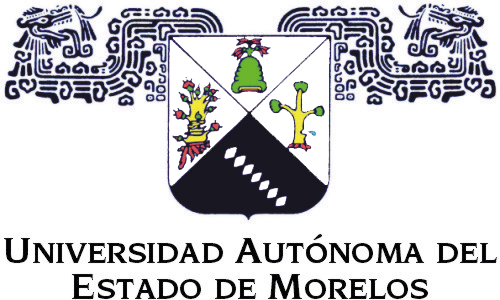 UNIVERSIDAD AUTÓNOMA DEL
ESTADO DE MORELOS